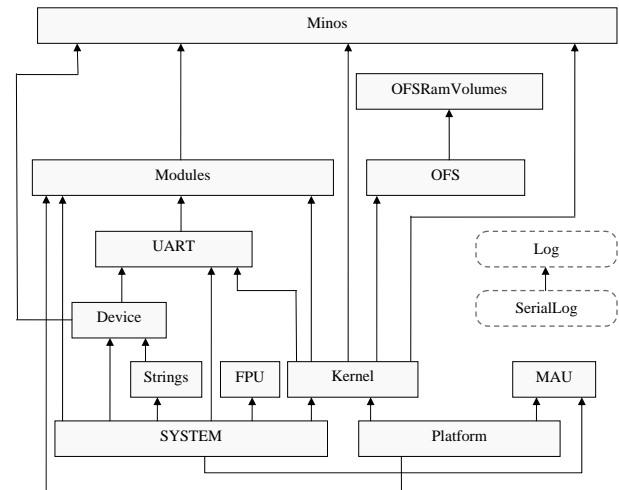 Minos
OFSRamVolumes
Modules
OFS
UART
Log
Device
SerialLog
Strings
FPU
Kernel
MAU
SYSTEM
Platform